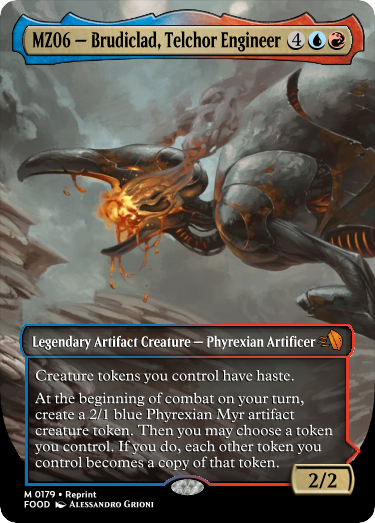 MZ06 — Brudiclad, Telchor Engineer 4
Legendary Artifact Creature — Phyrexian Artificer
Creature tokens you control have haste.
At the beginning of combat on your turn,
create a 2/1 blue Phyrexian Myr artifact
creature token. Then you may choose a token
you control. If you do, each other token you
control becomes a copy of that token.
2/2
M 0179 • Reprint
FOOD Alessandro Grioni